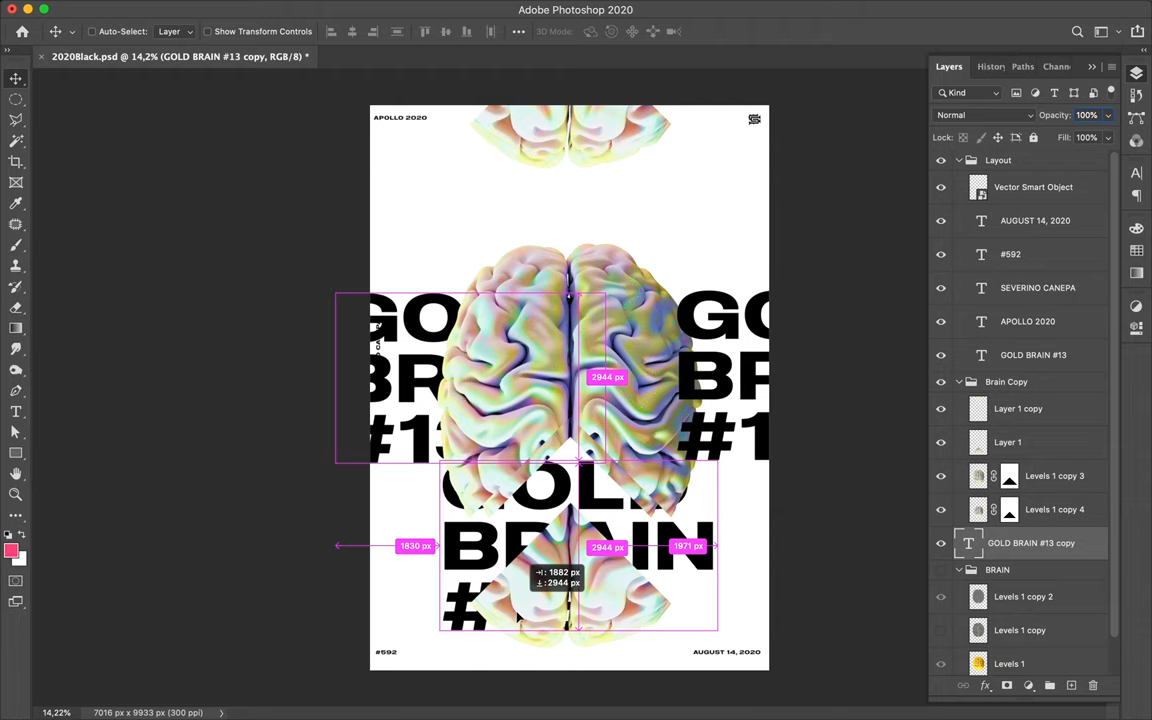 Adobe Photoshop 2020
Auto-Select:
Layer
Show Transform Controls
3D Mode:
2020Black.psd @ 14,2% (GOLD BRAIN #13 copy, RGB/8) *
APOLLO 2020
GO
BR
#13
GO
BR
#1
2944 px
GOLD
BRAIN
#
1830 px
2944 px
1971 px
: 1882 px
: 2944 px
#592
AUGUST 14, 2020
14,22%
7016 px x 9933 px (300 ppi)
Layers
History
Paths
Chann
Kind
Normal
Opacity: 100%
Lock:
Fill: 100%
Layout
Vector Smart Object
AUGUST 14, 2020
#592
SEVERINO CANEPA
APOLLO 2020
GOLD BRAIN #13
Brain Copy
Layer 1 copy
Layer 1
Levels 1 copy 3
Levels 1 copy 4
GOLD BRAIN #13 copy
BRAIN
Levels 1 copy 2
Levels 1 copy
Levels 1
fx